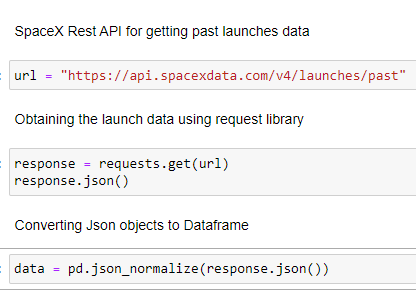 SpaceX Rest API for getting past launches data
url = "https://api.spacexdata.com/v4/launches/past"
Obtaining the launch data using request library
response = requests.get(url)
response.json()
Converting Json objects to Dataframe
data = pd.json_normalize(response.json())